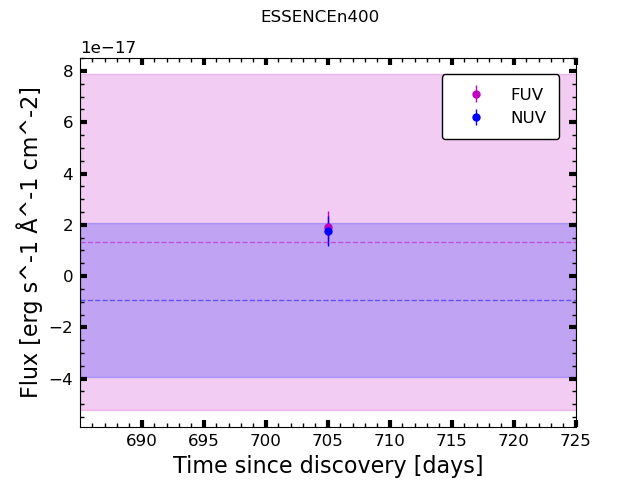 ESSENCEn400
1e−17
FUV
NUV
8
6
4
2
0
−2
−4
Flux [erg s^-1 Å^-1 cm^-2]
690 695 700 705 710 715 720 725
Time since discovery [days]